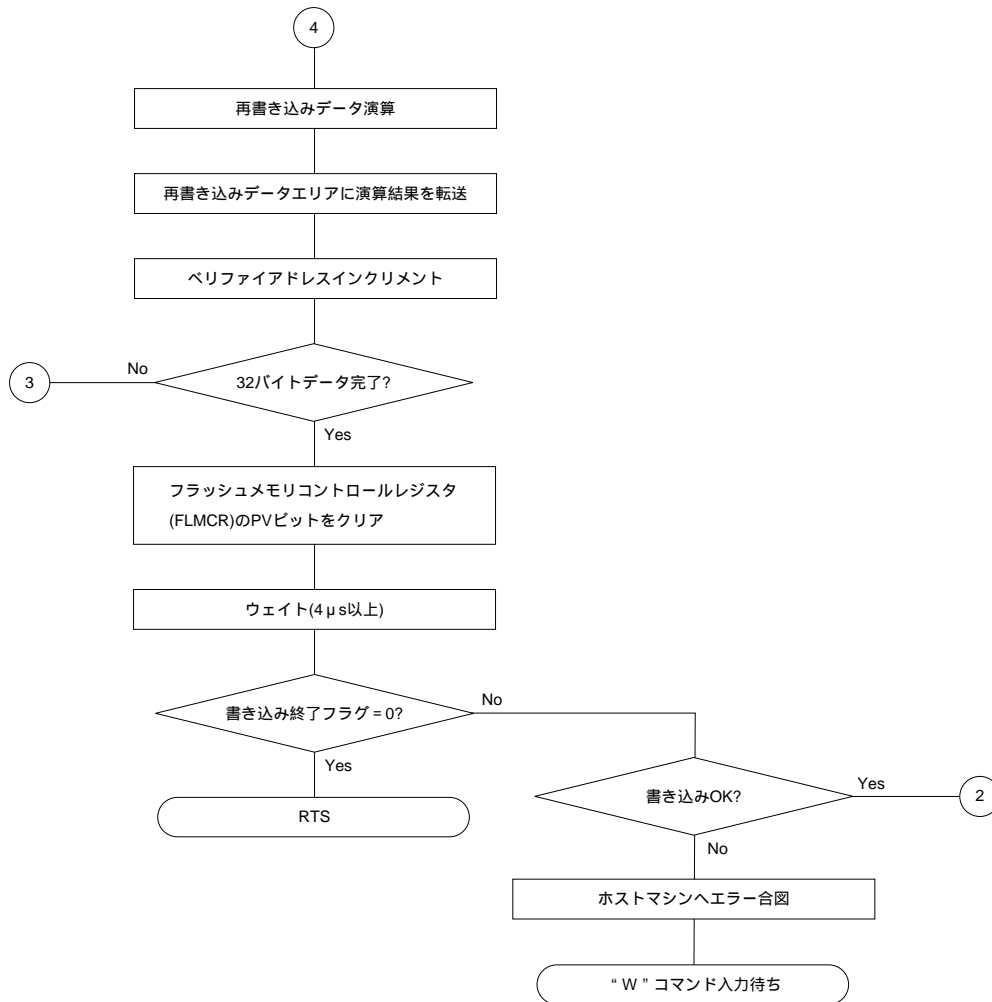 4
再書き込みデータ演算
再書き込みデータエリアに演算結果を転送
ベリファイアドレスインクリメント
No
3
32バイトデータ完了?
Yes
フラッシュメモリコントロールレジスタ
(FLMCR)のPVビットをクリア
ウェイト(4μs以上)
No
書き込み終了フラグ = 0?
Yes
Yes
書き込みOK?
2
RTS
No
ホストマシンへエラー合図
“ W ” コマンド入力待ち